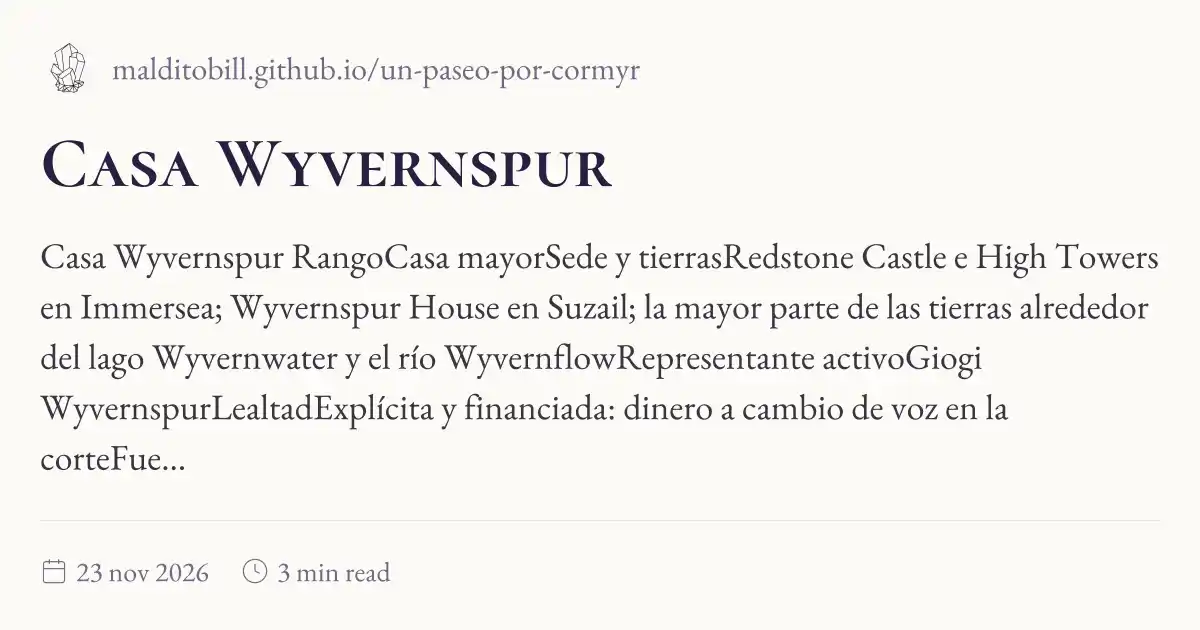 malditobill.github.io/un-paseo-por-cormyr
Casa Wyvernspur
Casa Wyvernspur RangoCasa mayorSede y tierrasRedstone Castle e High Towers
en Immersea; Wyvernspur House en Suzail; la mayor parte de las tierras alrededor
del lago Wyvernwater y el río WyvernflowRepresentante activoGiogi
WyvernspurLealtadExplícita y financiada: dinero a cambio de voz en la
corteFue...
23 nov 2026
3 min read